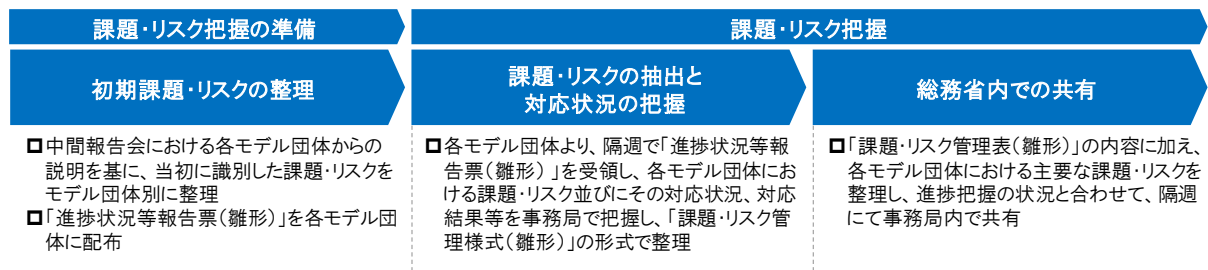 課題・リスク把握の準備
課題・リスク把握
初期課題・リスクの整理
課題・リスクの抽出と
対応状況の把握
総務省内での共有
中間報告会における各モデル団体からの
説明を基に、当初に識別した課題・リスクを
モデル団体別に整理
「進捗状況等報告票（雛形）」を各モデル団
体に配布
各モデル団体より、隔週で「進捗状況等報
告票（雛形）」を受領し、各モデル団体にお
ける課題・リスク並びにその対応状況、対応
結果等を事務局で把握し、「課題・リスク管
理様式（雛形）」の形式で整理
「課題・リスク管理表（雛形）」の内容に加え、
各モデル団体における主要な課題・リスクを
整理し、進捗把握の状況と合わせて、隔週
にて事務局内で共有